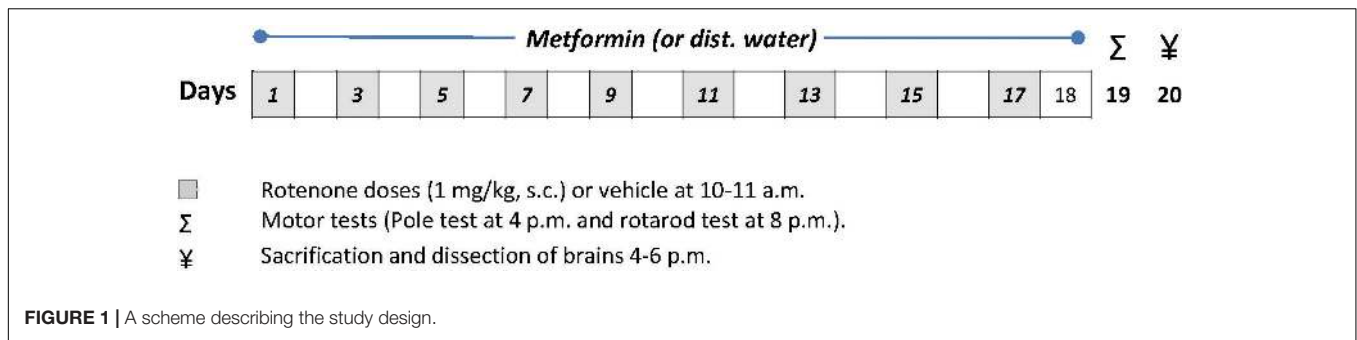 Metformin (or dist. water)
Σ ¥
Days 1 3 5 7 9 11 13 15 17 18 19 20
Rotenone doses (1 mg/kg, s.c.) or vehicle at 10-11 a.m.
Σ Motor tests (Pole test at 4 p.m. and rotarod test at 8 p.m.).
¥ Sacrification and dissection of brains 4-6 p.m.
FIGURE 1 | A scheme describing the study design.